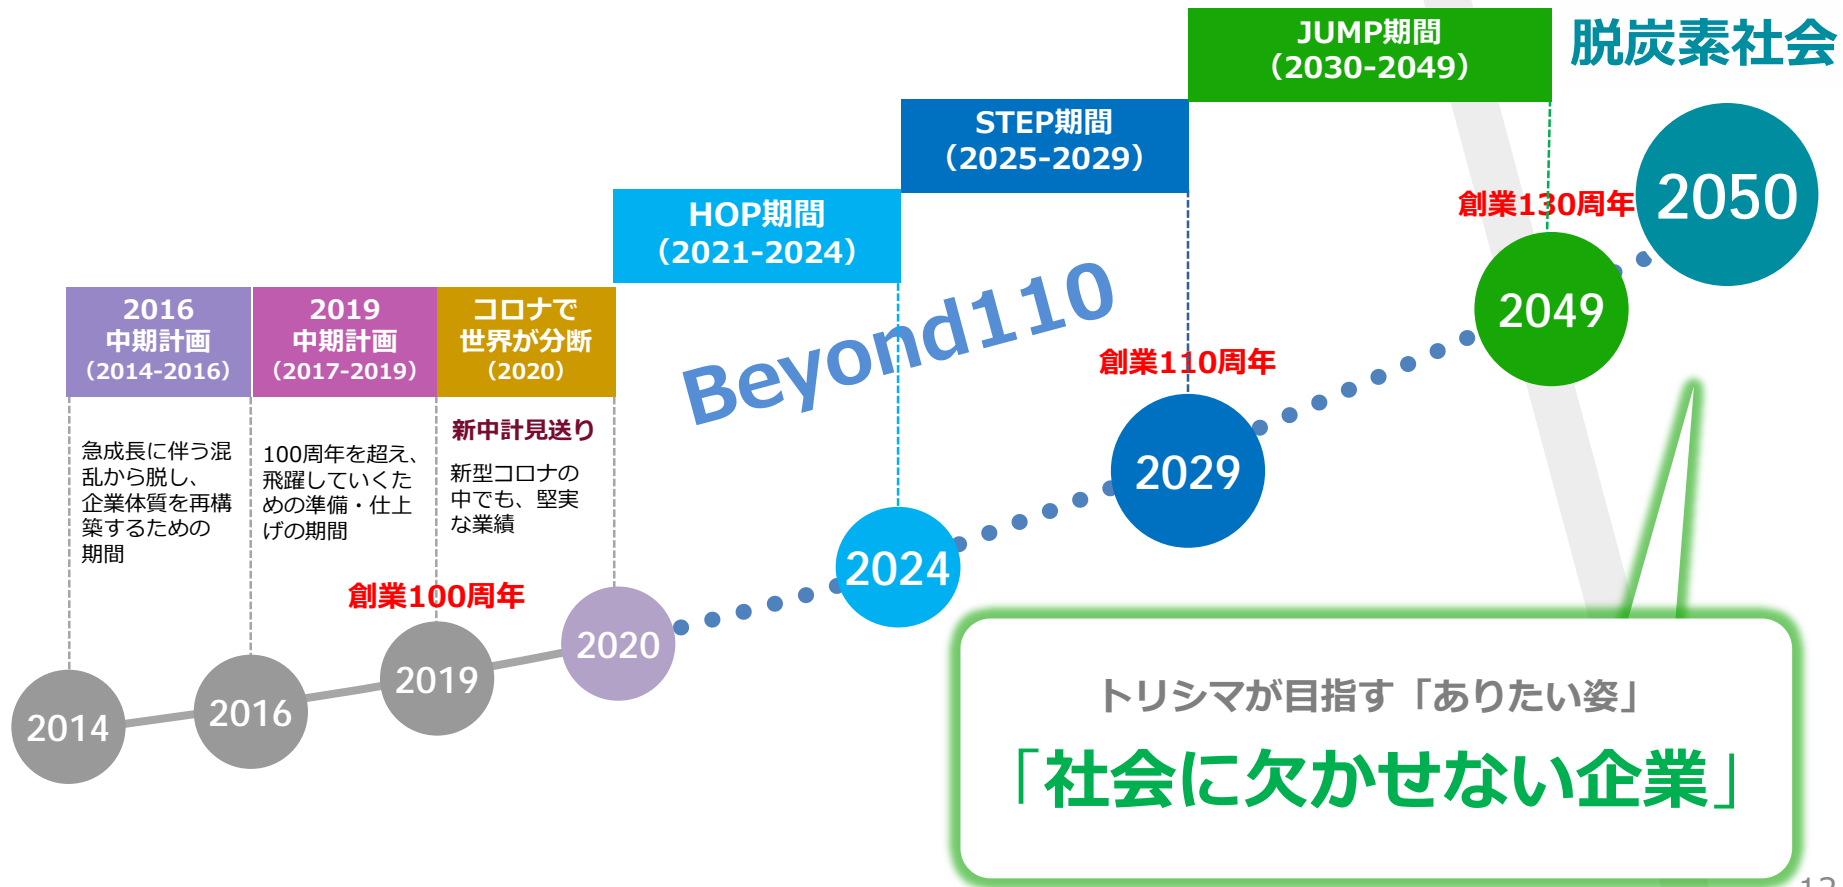 JUMP期間
（2030-2049）
脱炭素社会
STEP期間
（2025-2029）
HOP期間
（2021-2024）
2016
中期計画
（2014-2016）
2019
中期計画
（2017-2019）
コロナで
世界が分断
（2020）
急成長に伴う混
乱から脱し、
企業体質を再構
築するための
期間
100周年を超え、
飛躍していくた
めの準備・仕上
げの期間
新中計見送り
新型コロナの
中でも、堅実
な業績
Beyond110
創業100周年
創業110周年
創業130周年
2014
2016
2019
2020
2024
2029
2049
2050
トリシマが目指す「ありたい姿」
「社会に欠かせない企業」